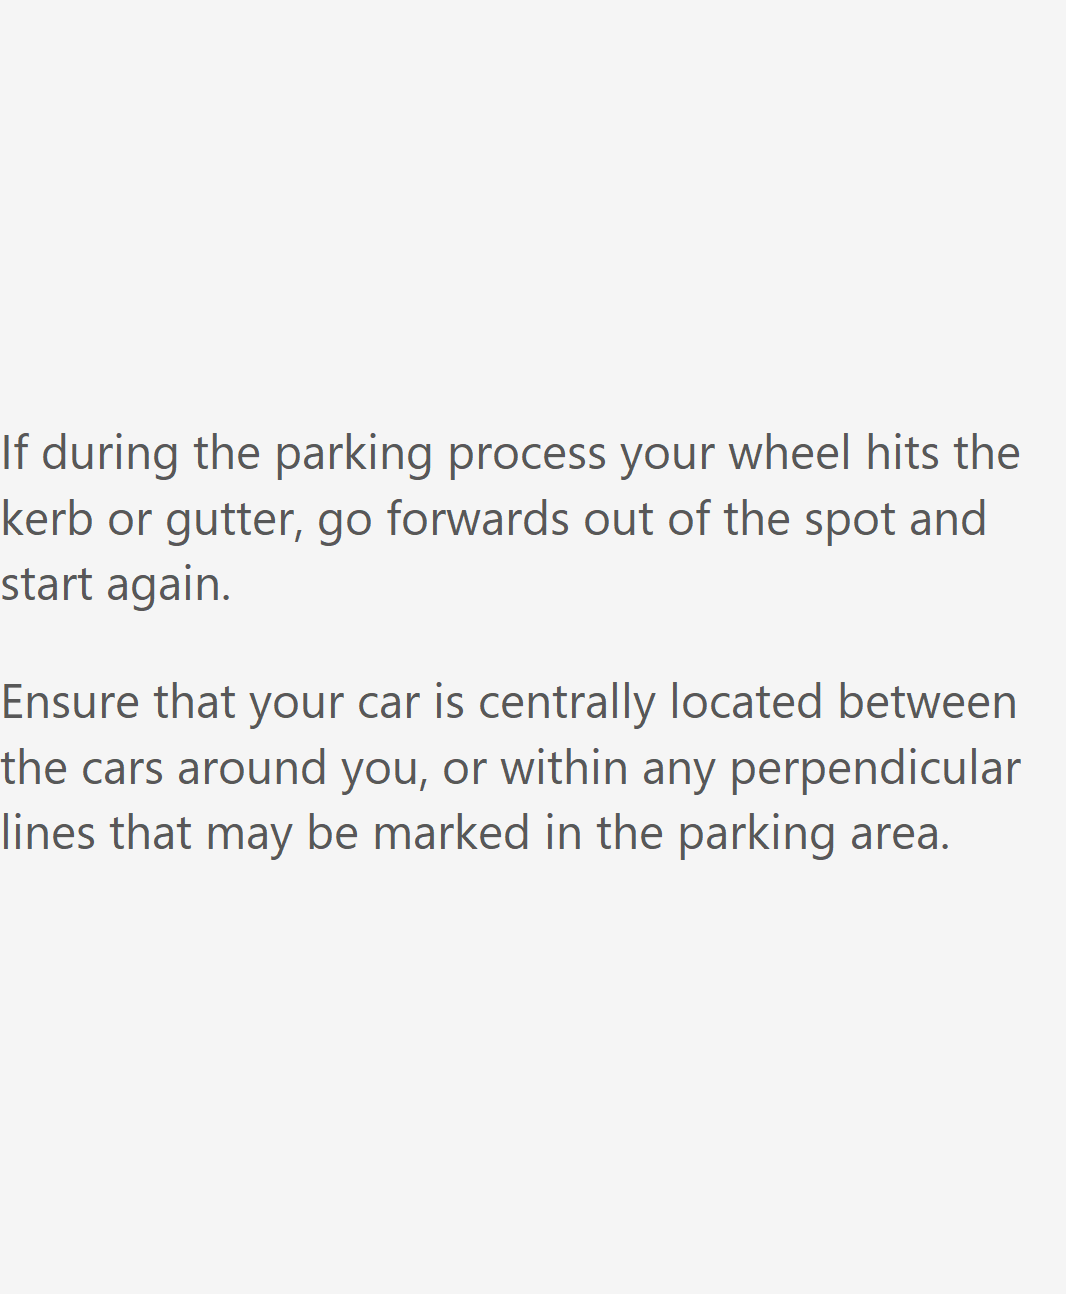 If during the parking process your wheel hits the
kerb or gutter, go forwards out of the spot and
start again.
Ensure that your car is centrally located between
the cars around you, or within any perpendicular
lines that may be marked in the parking area.